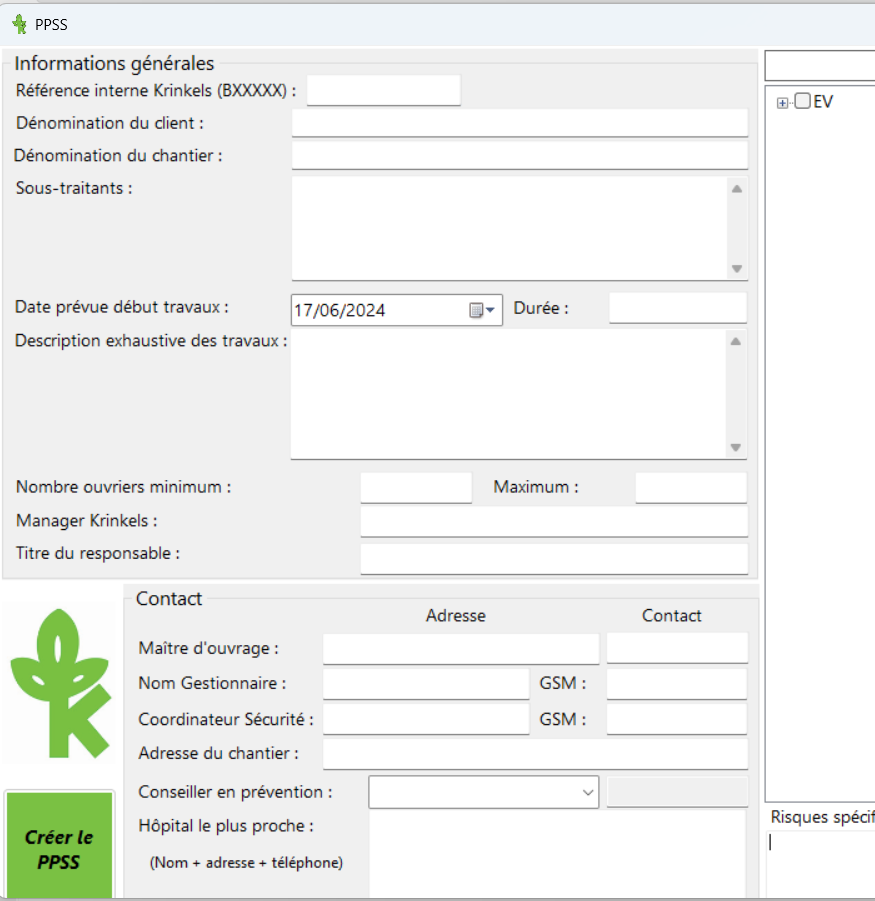 PPSS
Informations générales
Référence interne Krinkels (BXXXXX) :
Dénomination du client :
Dénomination du chantier :
Sous-traitants :
Date prévue début travaux : 17/06/2024 Durée :
Description exhaustive des travaux :
Nombre ouvriers minimum : Maximum :
Manager Krinkels :
Titre du responsable :
Contact
Adresse Contact
Maître d'ouvrage :
Nom Gestionnaire : GSM :
Coordinateur Sécurité : GSM :
Adresse du chantier :
Conseiller en prévention :
Hôpital le plus proche :
(Nom + adresse + téléphone)
Créer le
PPSS
EV
Risques spécif